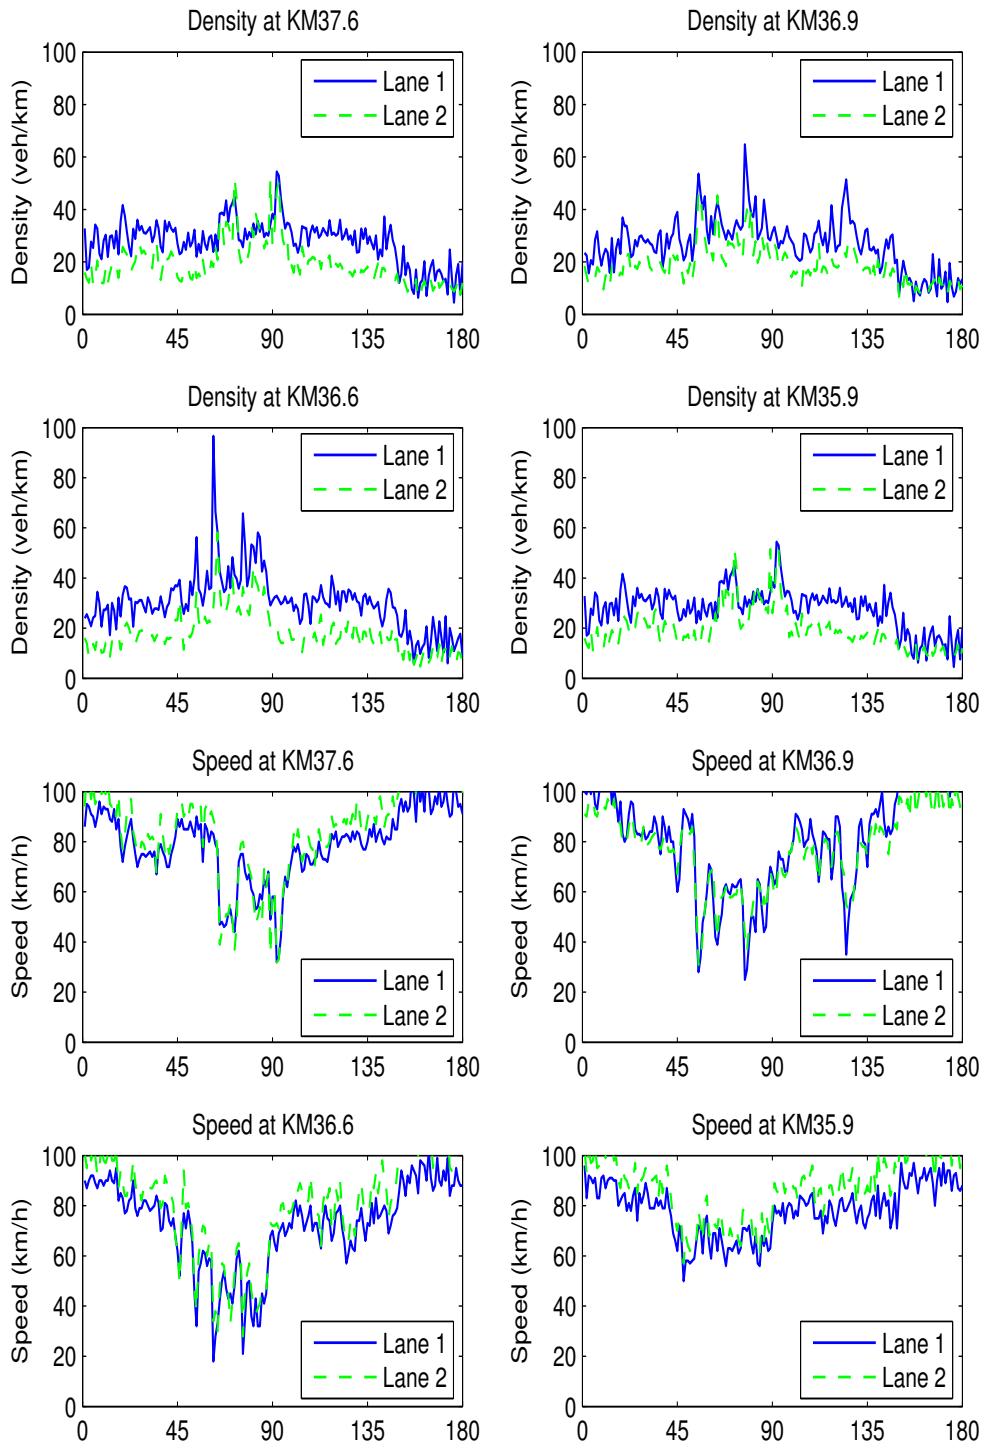 Density at KM37.6
Density (veh/km)
100
80
60
40
20
0
0 45 90 135 180
Lane 1
Lane 2
Density at KM36.9
Density (veh/km)
100
80
60
40
20
0
0 45 90 135 180
Lane 1
Lane 2
Density at KM36.6
Density (veh/km)
100
80
60
40
20
0
0 45 90 135 180
Lane 1
Lane 2
Density at KM35.9
Density (veh/km)
100
80
60
40
20
0
0 45 90 135 180
Lane 1
Lane 2
Speed at KM37.6
Speed (km/h)
100
80
60
40
20
0
0 45 90 135 180
Lane 1
Lane 2
Speed at KM36.9
Speed (km/h)
100
80
60
40
20
0
0 45 90 135 180
Lane 1
Lane 2
Speed at KM36.6
Speed (km/h)
100
80
60
40
20
0
0 45 90 135 180
Lane 1
Lane 2
Speed at KM35.9
Speed (km/h)
100
80
60
40
20
0
0 45 90 135 180
Lane 1
Lane 2